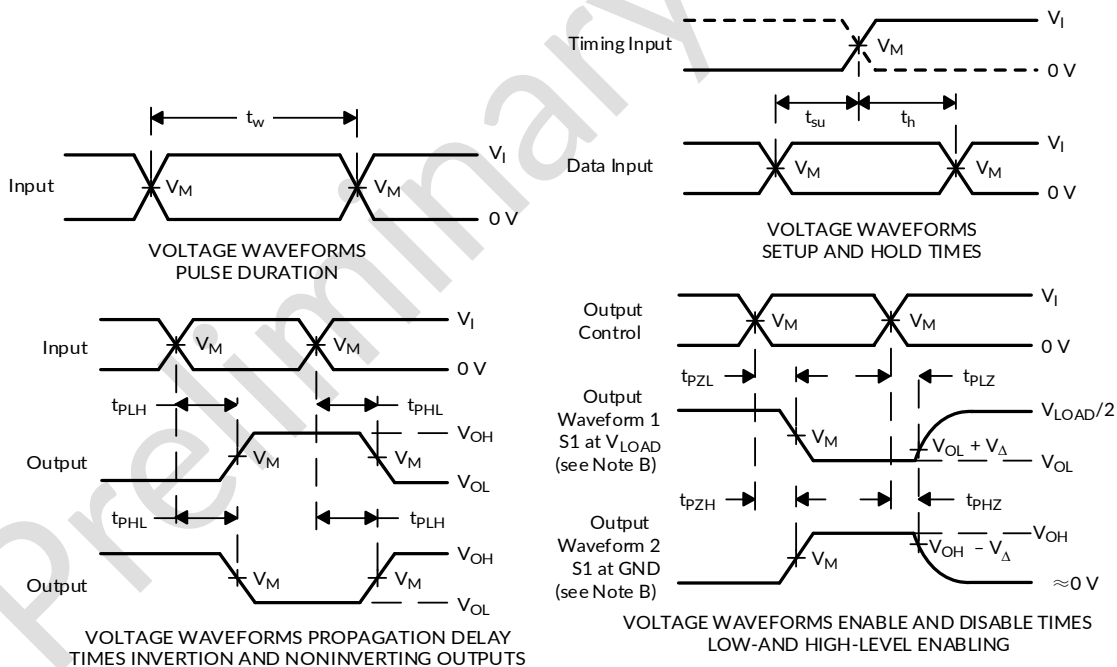 Preliminary
t_w
Input
V_M
V_M
V_I
0 V
VOLTAGE WAVEFORMS
PULSE DURATION
Timing Input
V_M
V_I
0 V
t_su
t_h
Data Input
V_M
V_M
V_I
0 V
VOLTAGE WAVEFORMS
SETUP AND HOLD TIMES
Input
V_M
V_M
V_I
0 V
t_PLH
t_PHL
Output
V_M
V_M
V_OH
V_OL
t_PHL
t_PLH
Output
V_M
V_M
V_OH
V_OL
VOLTAGE WAVEFORMS PROPAGATION DELAY
TIMES INVERTION AND NONINVERTING OUTPUTS
Output
Control
V_M
V_M
V_I
0 V
t_PZL
t_PLZ
Output
Waveform 1
S1 at V_LOAD
(see Note B)
V_M
V_LOAD/2
V_OL + V_Δ
V_OL
t_PZH
t_PHZ
Output
Waveform 2
S1 at GND
(see Note B)
V_M
V_OH
V_OH – V_Δ
≈0 V
VOLTAGE WAVEFORMS ENABLE AND DISABLE TIMES
LOW-AND HIGH-LEVEL ENABLING